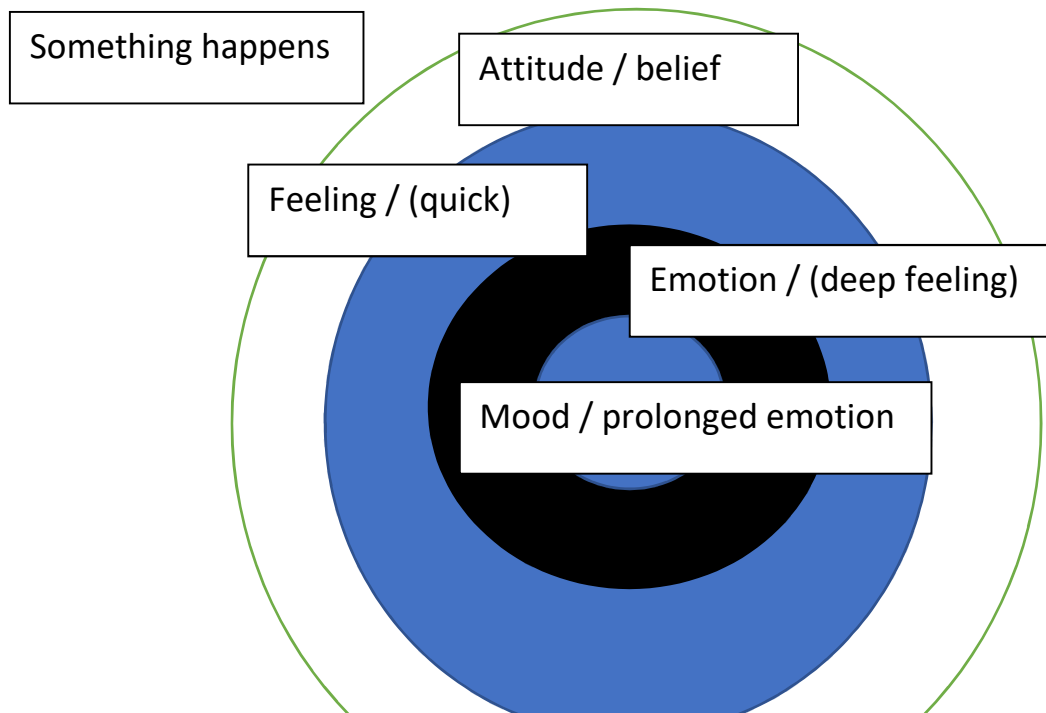 Something happens
Attitude / belief
Feeling / (quick)
Emotion / (deep feeling)
Mood / prolonged emotion